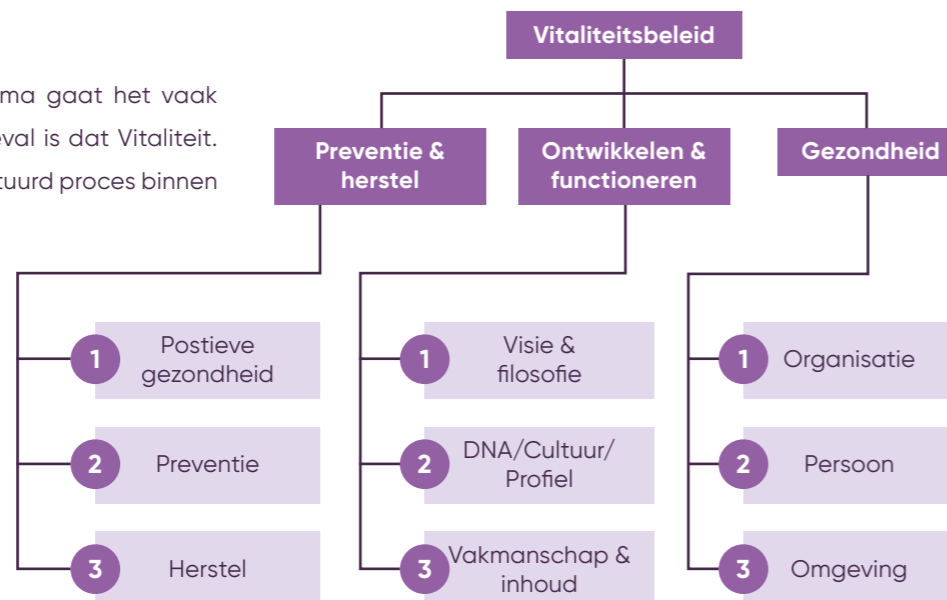 ma gaat het vaak
eval is dat Vitaliteit.
tuurd proces binnen
Vitaliteitsbeleid
Preventie &
herstel
Ontwikkelen &
functioneren
Gezondheid
1 Postieve
gezondheid
2 Preventie
3 Herstel
1 Visie &
filosofie
2 DNA/Cultuur/
Profiel
3 Vakmanschap &
inhoud
1 Organisatie
2 Persoon
3 Omgeving